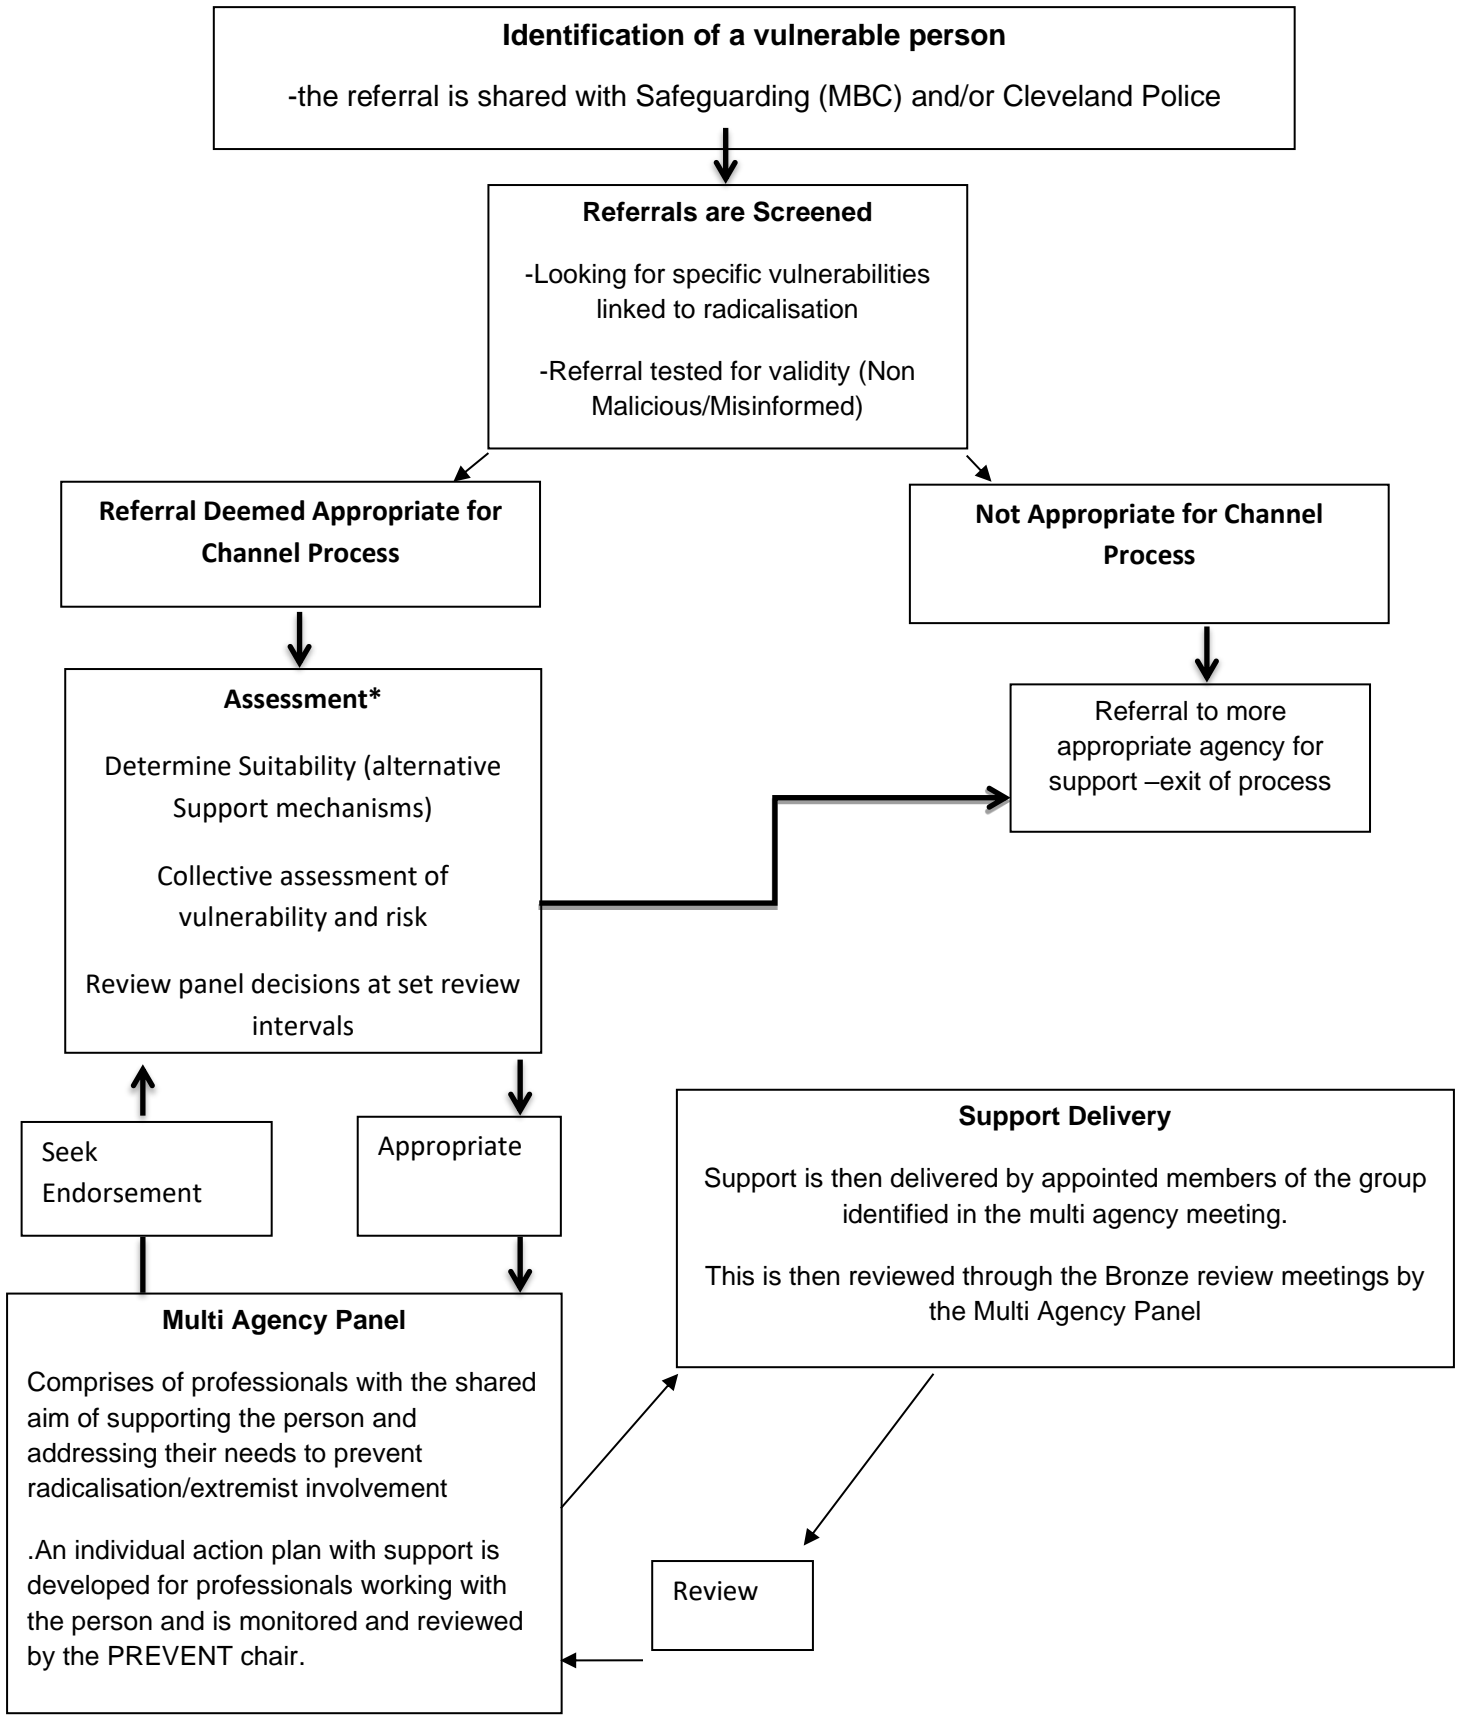 Identification of a vulnerable person
-the referral is shared with Safeguarding (MBC) and/or Cleveland Police
Referrals are Screened
-Looking for specific vulnerabilities
linked to radicalisation
-Referral tested for validity (Non
Malicious/Misinformed)
Referral Deemed Appropriate for
Channel Process
Not Appropriate for Channel
Process
Assessment*
Determine Suitability (alternative
Support mechanisms)
Collective assessment of
vulnerability and risk
Review panel decisions at set review
intervals
Referral to more
appropriate agency for
support –exit of process
Seek
Endorsement
Appropriate
Support Delivery
Support is then delivered by appointed members of the group
identified in the multi agency meeting.
This is then reviewed through the Bronze review meetings by
the Multi Agency Panel
Multi Agency Panel
Comprises of professionals with the shared
aim of supporting the person and
addressing their needs to prevent
radicalisation/extremist involvement
.An individual action plan with support is
developed for professionals working with
the person and is monitored and reviewed
by the PREVENT chair.
Review